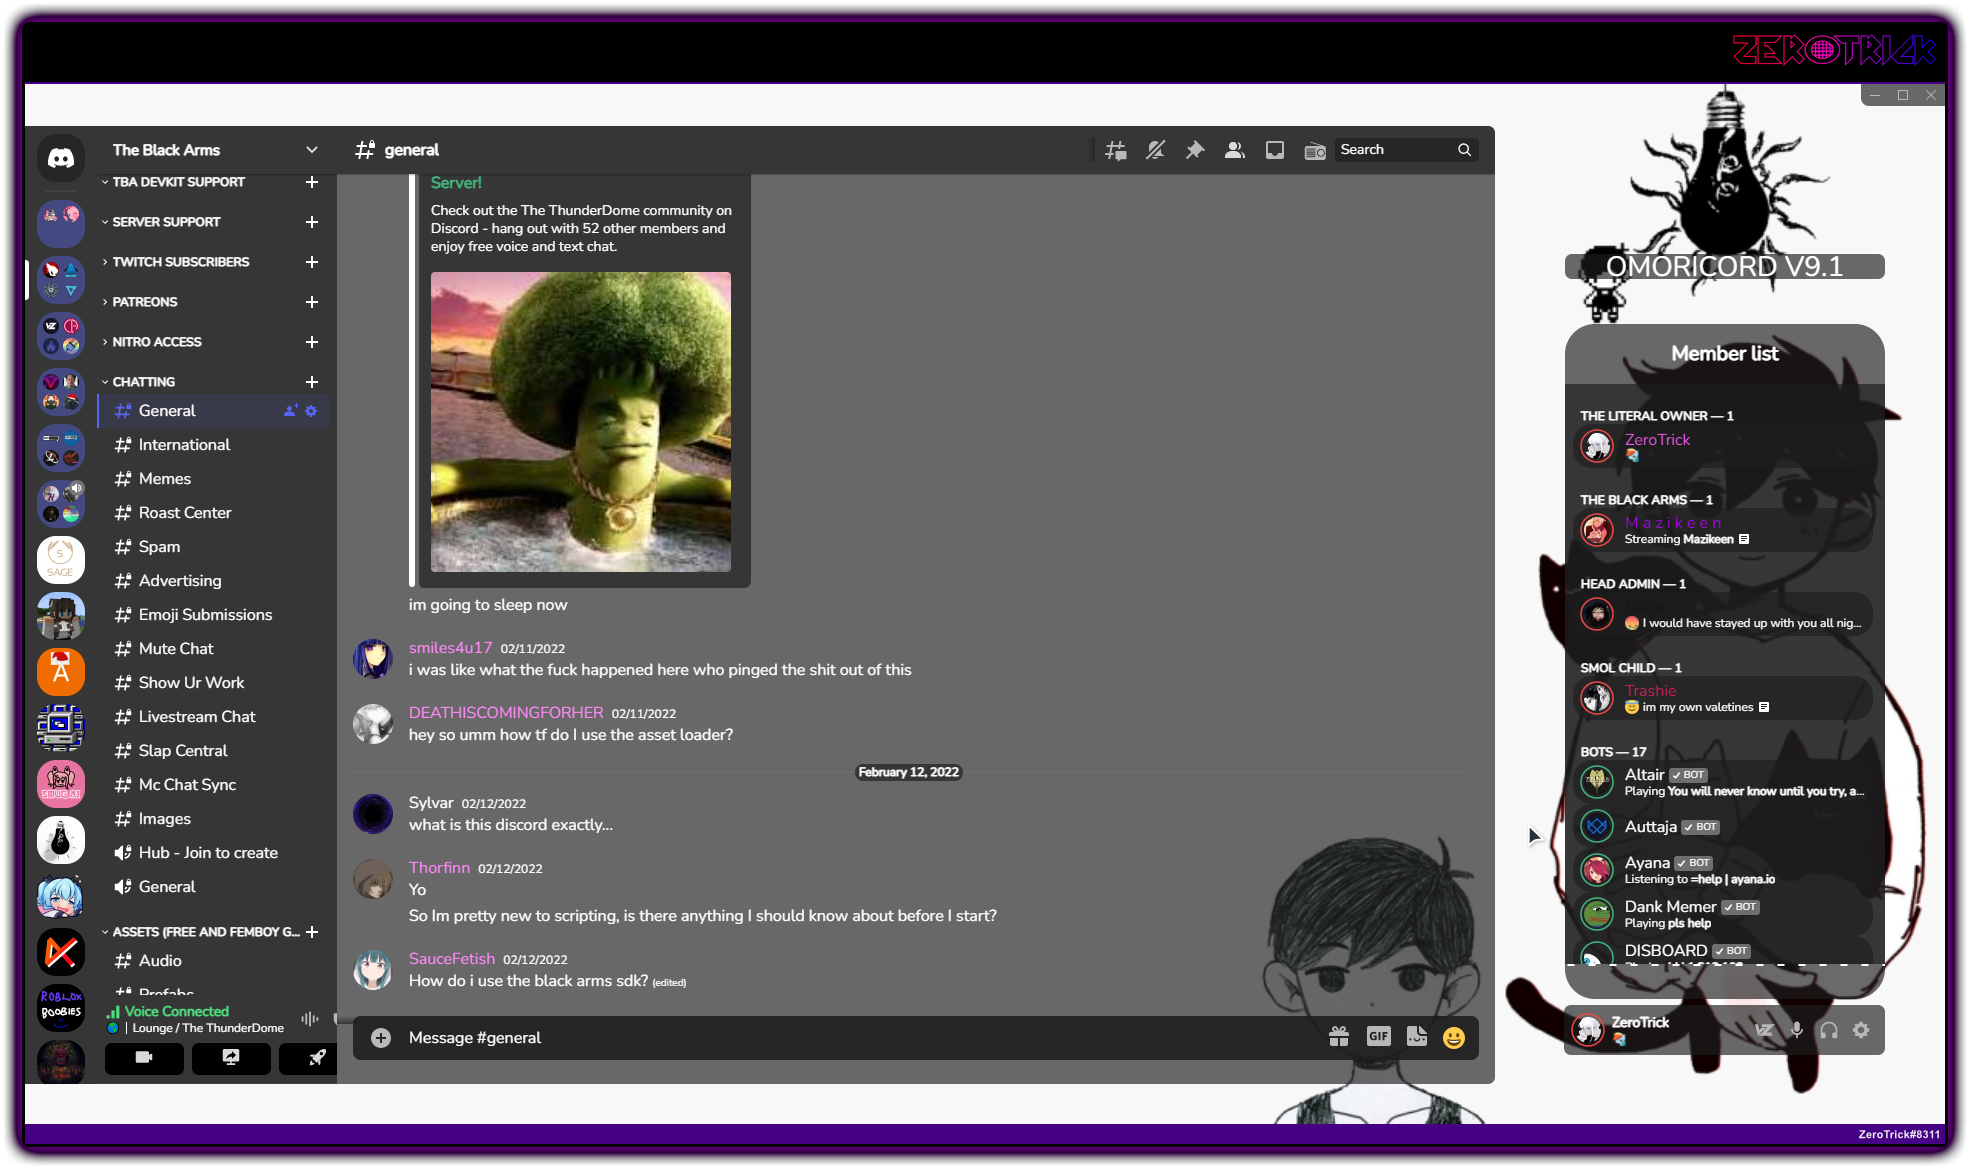 ZEROTRICK
The Black Arms
TBA DEVKIT SUPPORT
SERVER SUPPORT
TWITCH SUBSCRIBERS
PATREONS
NITRO ACCESS
CHATTING
General
International
Memes
Roast Center
Spam
Advertising
Emoji Submissions
Mute Chat
Show Ur Work
Livestream Chat
Slap Central
Mc Chat Sync
Images
Hub - Join to create
General
ASSETS (FREE AND FEMBOY G...
Audio
Prefabs
Voice Connected
| Lounge / The ThunderDome
S
SAGE
ROBLOX
BOOBIES
general
Search
Server!
Check out the The ThunderDome community on
Discord - hang out with 52 other members and
enjoy free voice and text chat.
im going to sleep now
smiles4u17 02/11/2022
i was like what the fuck happened here who pinged the shit out of this
DEATHISCOMINGFORHER 02/11/2022
hey so umm how tf do I use the asset loader?
February 12, 2022
Sylvar 02/12/2022
what is this discord exactly...
Thorfinn 02/12/2022
Yo
So Im pretty new to scripting, is there anything I should know about before I start?
SauceFetish 02/12/2022
How do i use the black arms sdk? (edited)
Message #general
GIF
OMORICORD V9.1
Member list
THE LITERAL OWNER — 1
ZeroTrick
THE BLACK ARMS — 1
Mazikeen
Streaming Mazikeen
HEAD ADMIN — 1
I would have stayed up with you all nig...
SMOL CHILD — 1
Trashie
im my own valetines
BOTS — 17
Altair BOT
Playing You will never know until you try, a...
Auttaja BOT
Ayana BOT
Listening to =help | ayana.io
Dank Memer BOT
Playing pls help
DISBOARD BOT
ZeroTrick
ZeroTrick#8311